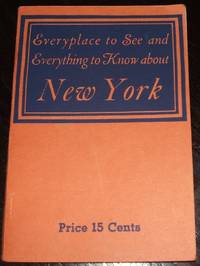 Everyplace to See and
Everything to Know about
New York
Price 15 Cents